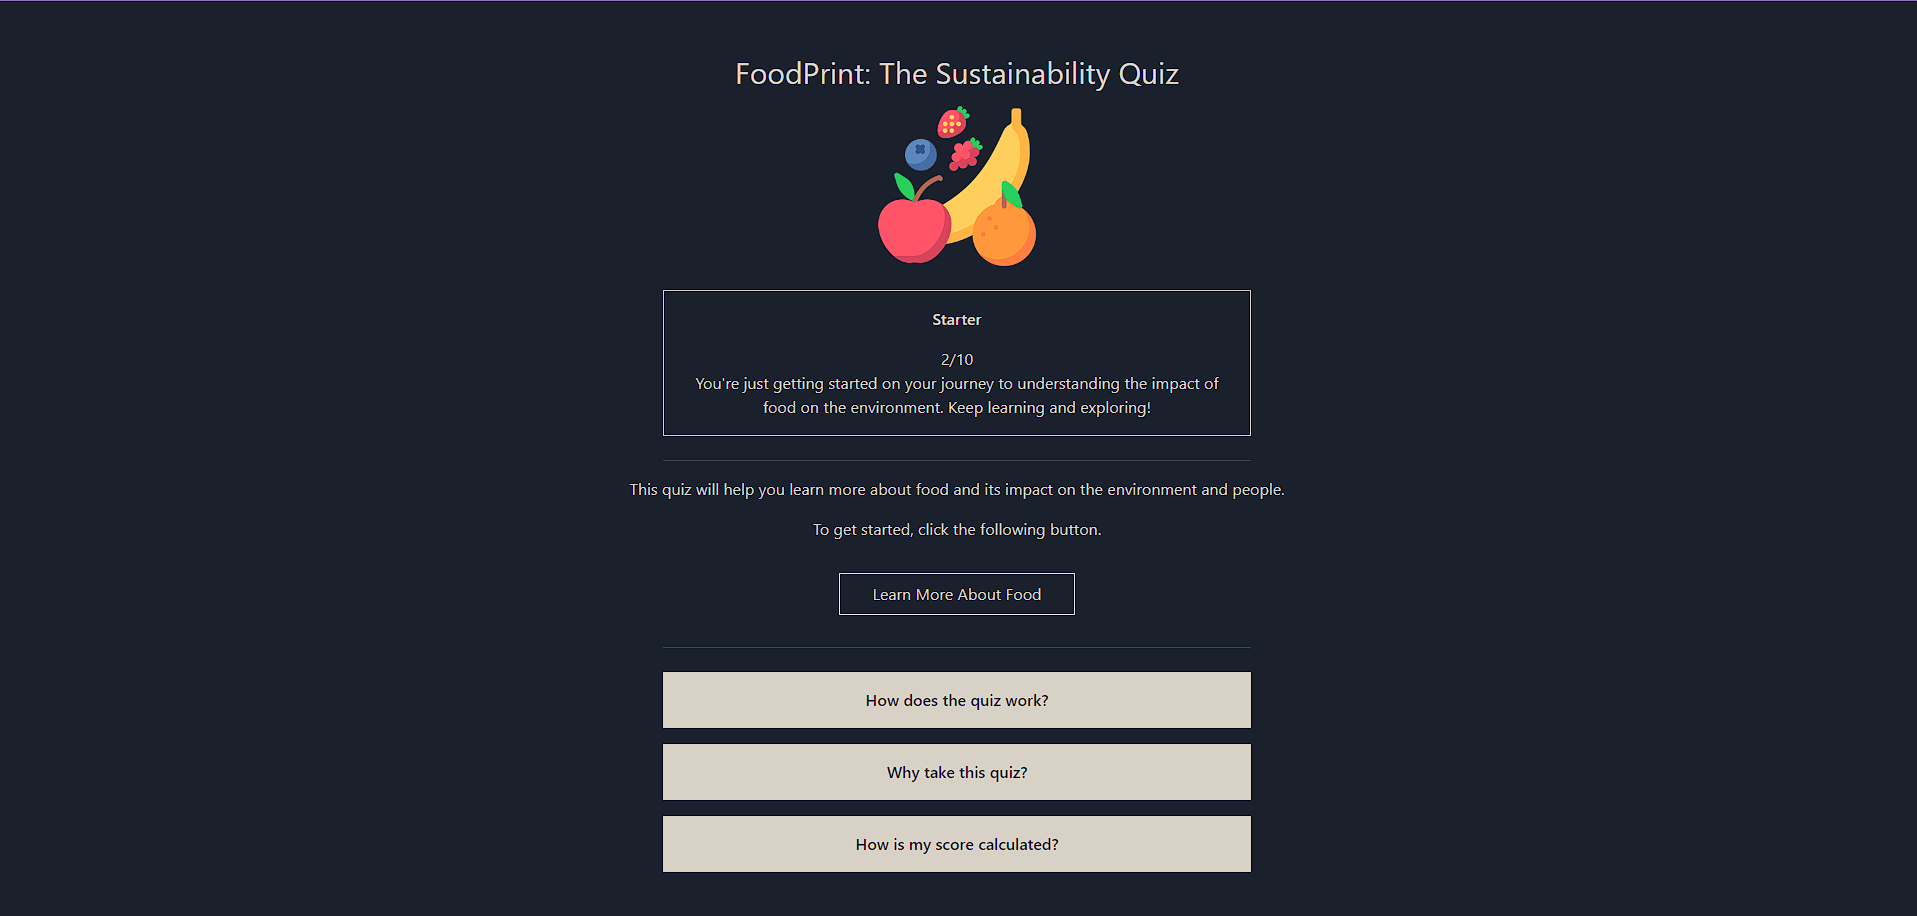 FoodPrint: The Sustainability Quiz
Starter
2/10
You're just getting started on your journey to understanding the impact of
food on the environment. Keep learning and exploring!
This quiz will help you learn more about food and its impact on the environment and people.
To get started, click the following button.
Learn More About Food
How does the quiz work?
Why take this quiz?
How is my score calculated?